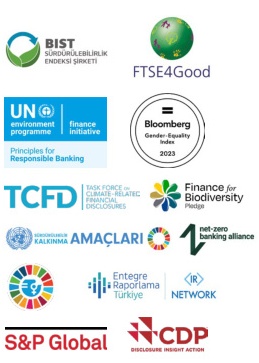 BIST
SÜRDÜRÜLEBİLİRLİK
ENDEKSİ ŞİRKETİ
FTSE4Good
UN
environment
programme
finance
initiative
Principles for
Responsible Banking
Bloomberg
Gender-Equality
Index
2023
TCFD
TASK FORCE ON
CLIMATE-RELATED
FINANCIAL
DISCLOSURES
Finance for
Biodiversity
Pledge
SÜRDÜRÜLEBİLİR
KALKINMA AMAÇLARI
net-zero
banking alliance
Entegre
Raporlama
Türkiye
IR
NETWORK
S&P Global
CDP
DISCLOSURE INSIGHT ACTION